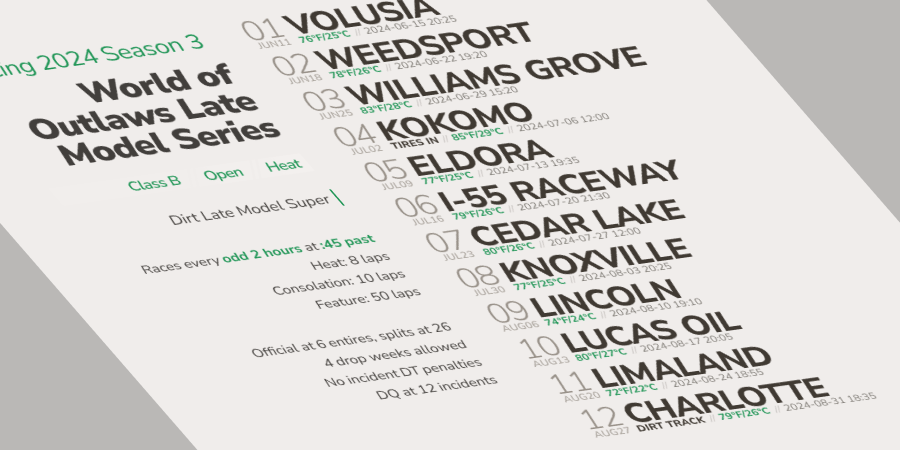 ing 2024 Season 3
World of
Outlaws Late
Model Series
Class B Open Heat
Dirt Late Model Super
Races every odd 2 hours at :45 past
Heat: 8 laps
Consolation: 10 laps
Feature: 50 laps
Official at 6 entires, splits at 26
4 drop weeks allowed
No incident DT penalties
DQ at 12 incidents
01 VOLUSIA
JUN11 76°F/25°C // 2024-06-15 20:25
02 WEEDSPORT
JUN18 78°F/26°C // 2024-06-22 19:20
03 WILLIAMS GROVE
JUN25 83°F/28°C // 2024-06-29 15:20
04 KOKOMO
JUL02 TIRES IN // 85°F/29°C // 2024-07-06 12:00
05 ELDORA
JUL09 77°F/25°C // 2024-07-13 19:35
06 I-55 RACEWAY
JUL16 79°F/26°C // 2024-07-20 21:30
07 CEDAR LAKE
JUL23 80°F/26°C // 2024-07-27 12:00
08 KNOXVILLE
JUL30 77°F/25°C // 2024-08-03 20:25
09 LINCOLN
AUG06 74°F/24°C // 2024-08-10 19:10
10 LUCAS OIL
AUG13 80°F/27°C // 2024-08-17 20:05
11 LIMALAND
AUG20 72°F/22°C // 2024-08-24 18:55
12 CHARLOTTE
AUG27 DIRT TRACK // 79°F/26°C // 2024-08-31 18:35